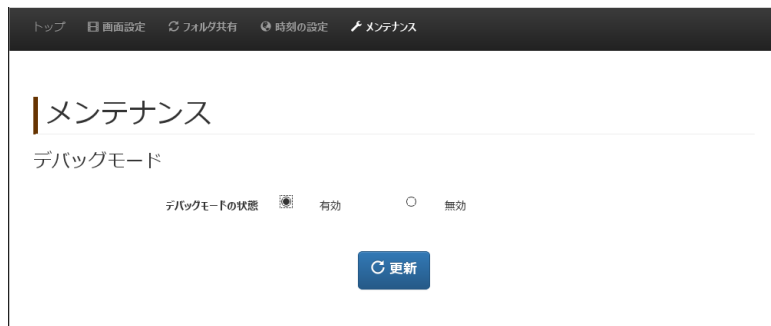 トップ 画面設定 フォルダ共有 時刻の設定 メンテナンス
メンテナンス
デバッグモード
デバックモードの状態 有効 無効
更新